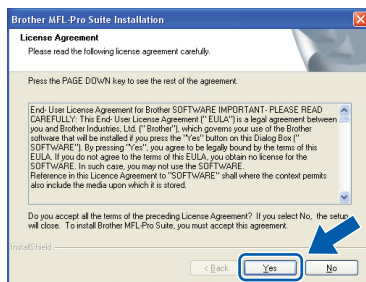 Brother MFL-Pro Suite Installation
License Agreement
Please read the following license agreement carefully.
Press the PAGE DOWN key to see the rest of the agreement.
End- User License Agreement for Brother SOFTWARE IMPORTANT- PLEASE READ
CAREFULLY: This End- User License Agreement (" EULA") is a legal agreement between
you and Brother Industries, Ltd. (" Brother"), which governs your use of the Brother
software that will be installed if you press the "Yes" button on this Dialog Box ("
SOFTWARE"). By pressing "Yes", you agree to be legally bound by the terms of this
EULA. If you do not agree to the terms of this EULA, you obtain no license for the
SOFTWARE. In such case, you may not use the SOFTWARE.
Reference in this Licence Agreement to "SOFTWARE" shall where the context permits
also include the media upon which it is stored.
Do you accept all the terms of the preceding License Agreement? If you select No, the setup
will close. To install Brother MFL-Pro Suite, you must accept this agreement.
InstallShield
< Back Yes No